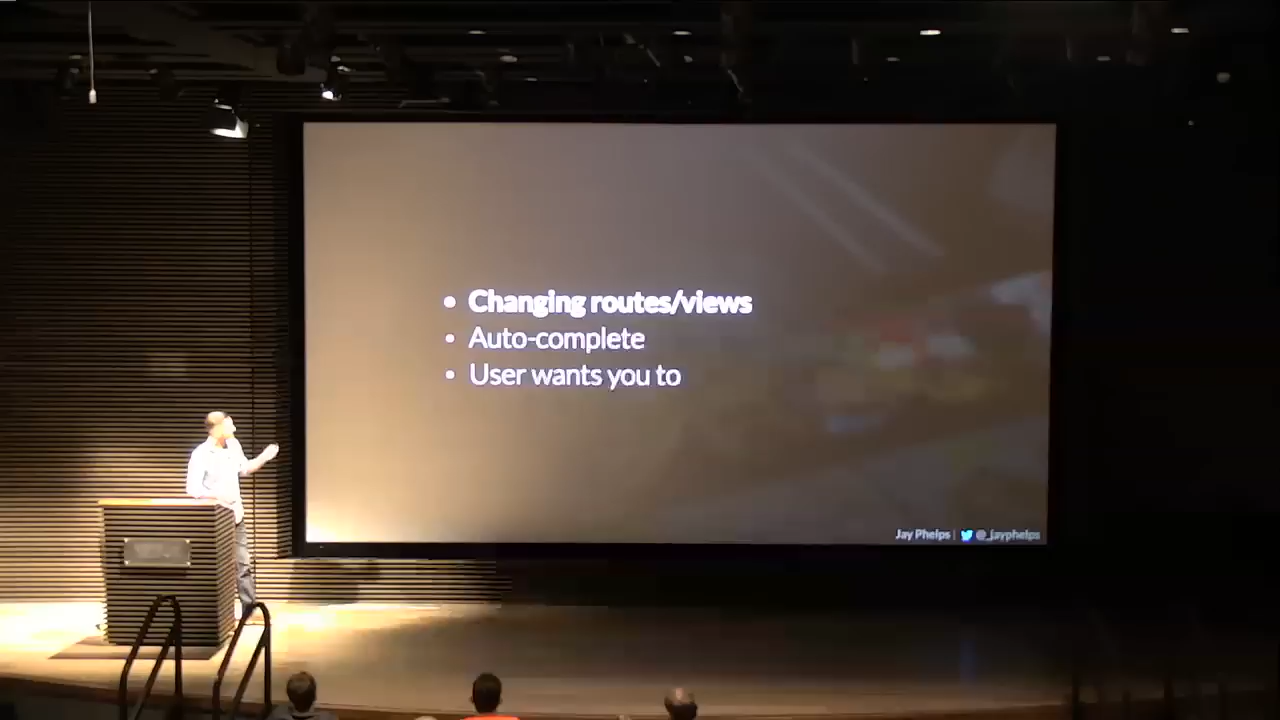 • Changing routes/views
• Auto-complete
• User wants you to
Jay Phelps | @_jayphelps